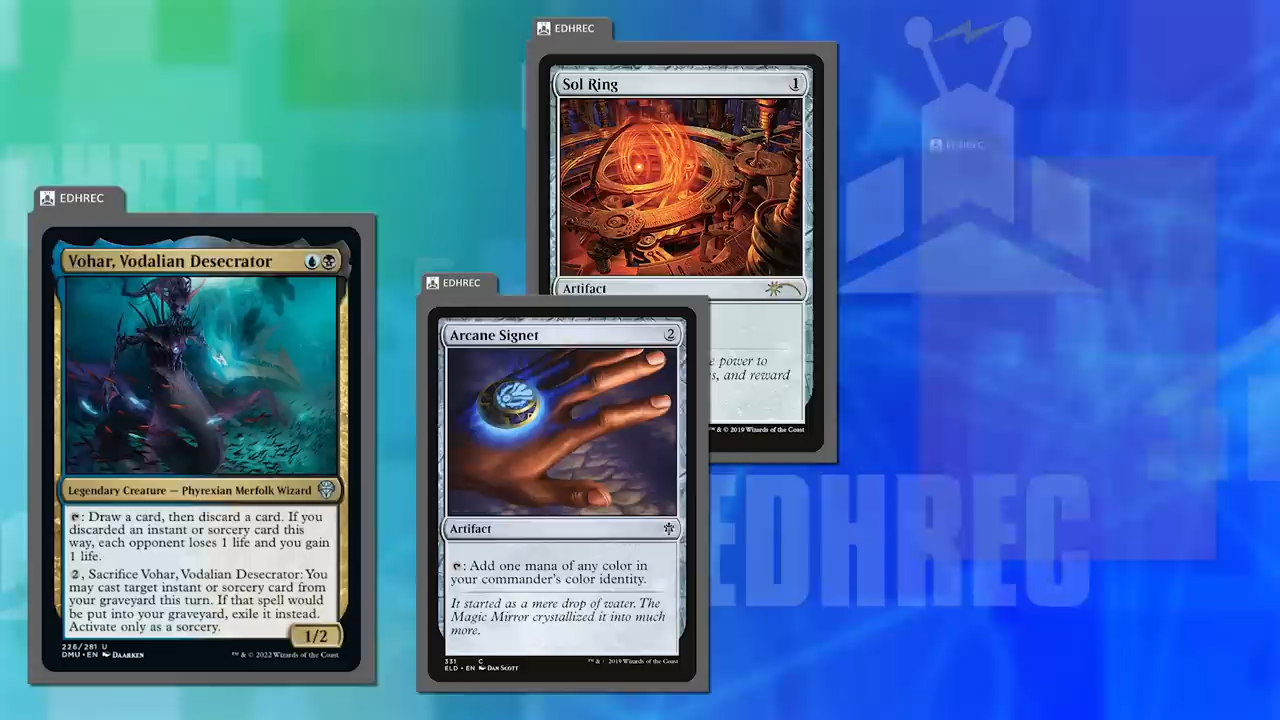 EDHREC
Vohar, Vodalian Desecrator
Legendary Creature — Phyrexian Merfolk Wizard
: Draw a card, then discard a card. If you
discarded an instant or sorcery card this
way, each opponent loses 1 life and you gain
1 life.
2, Sacrifice Vohar, Vodalian Desecrator: You
may cast target instant or sorcery card from
your graveyard this turn. If that spell would
be put into your graveyard, exile it instead.
Activate only as a sorcery.
1/2
226/281 U
DMU • EN DAARKEN
™ & © 2022 Wizards of the Coast
EDHREC
Arcane Signet 2
Artifact
: Add one mana of any color in
your commander's color identity.
It started as a mere drop of water. The
Magic Mirror crystallized it into much
more.
331 C
ELD • EN DAN SCOTT
™ & © 2019 Wizards of the Coast
EDHREC
Sol Ring 1
Artifact
power to
and reward
™ & © 2019 Wizards of the Coast
EDHREC
EDHREC
HREC